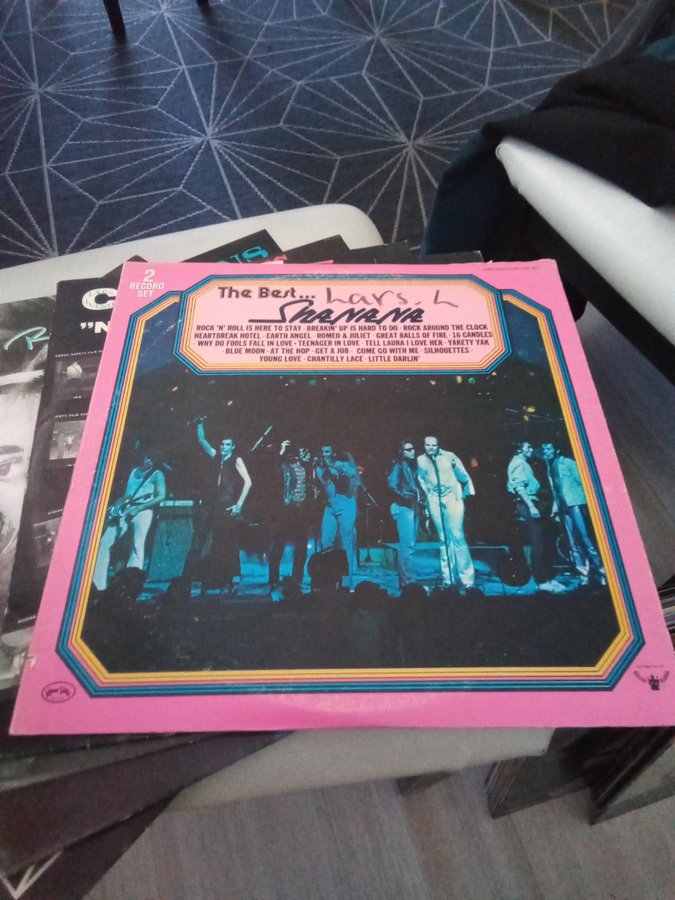 2
RECORD
SET
The Best... Lars. L
SHANANA
ROCK 'N' ROLL IS HERE TO STAY · BREAKIN' UP IS HARD TO DO · ROCK AROUND THE CLOCK
HEARTBREAK HOTEL · EARTH ANGEL · ROMEO & JULIET · GREAT BALLS OF FIRE · 16 CANDLES
WHY DO FOOLS FALL IN LOVE · TEENAGER IN LOVE · TELL LAURA I LOVE HER · YAKETY YAK
BLUE MOON · AT THE HOP · GET A JOB · COME GO WITH ME · SILHOUETTES ·
YOUNG LOVE · CHANTILLY LACE · LITTLE DARLIN'